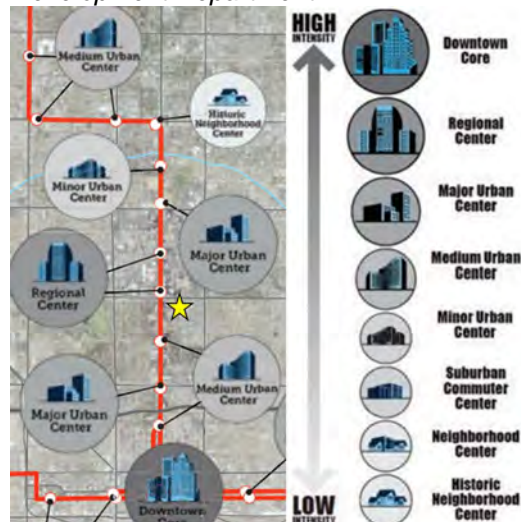 Medium Urban
Center
Historic
Neighborhood
Center
Minor Urban
Center
Major Urban
Center
Regional
Center
Medium Urban
Center
Major Urban
Center
Downtown
HIGH
INTENSITY
LOW
INTENSITY
Downtown
Core
Regional
Center
Major Urban
Center
Medium Urban
Center
Minor Urban
Center
Suburban
Commuter
Center
Neighborhood
Center
Historic
Neighborhood
Center